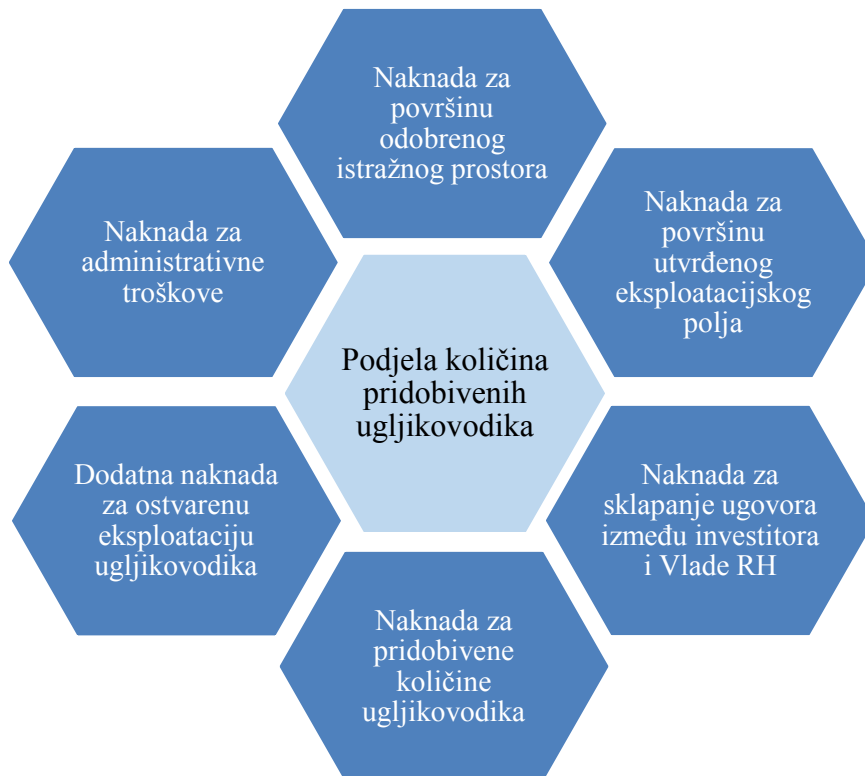 Naknada za
površinu
odobrenog
istražnog prostora
Naknada za
površinu
utvrđenog
eksploatacijskog
polja
Naknada za
sklapanje ugovora
između investitora
i Vlade RH
Naknada za
pridobivene
količine
ugljikovodika
Dodatna naknada
za ostvarenu
eksploataciju
ugljikovodika
Naknada za
administrativne
troškove
Podjela količina
pridobivenih
ugljikovodika